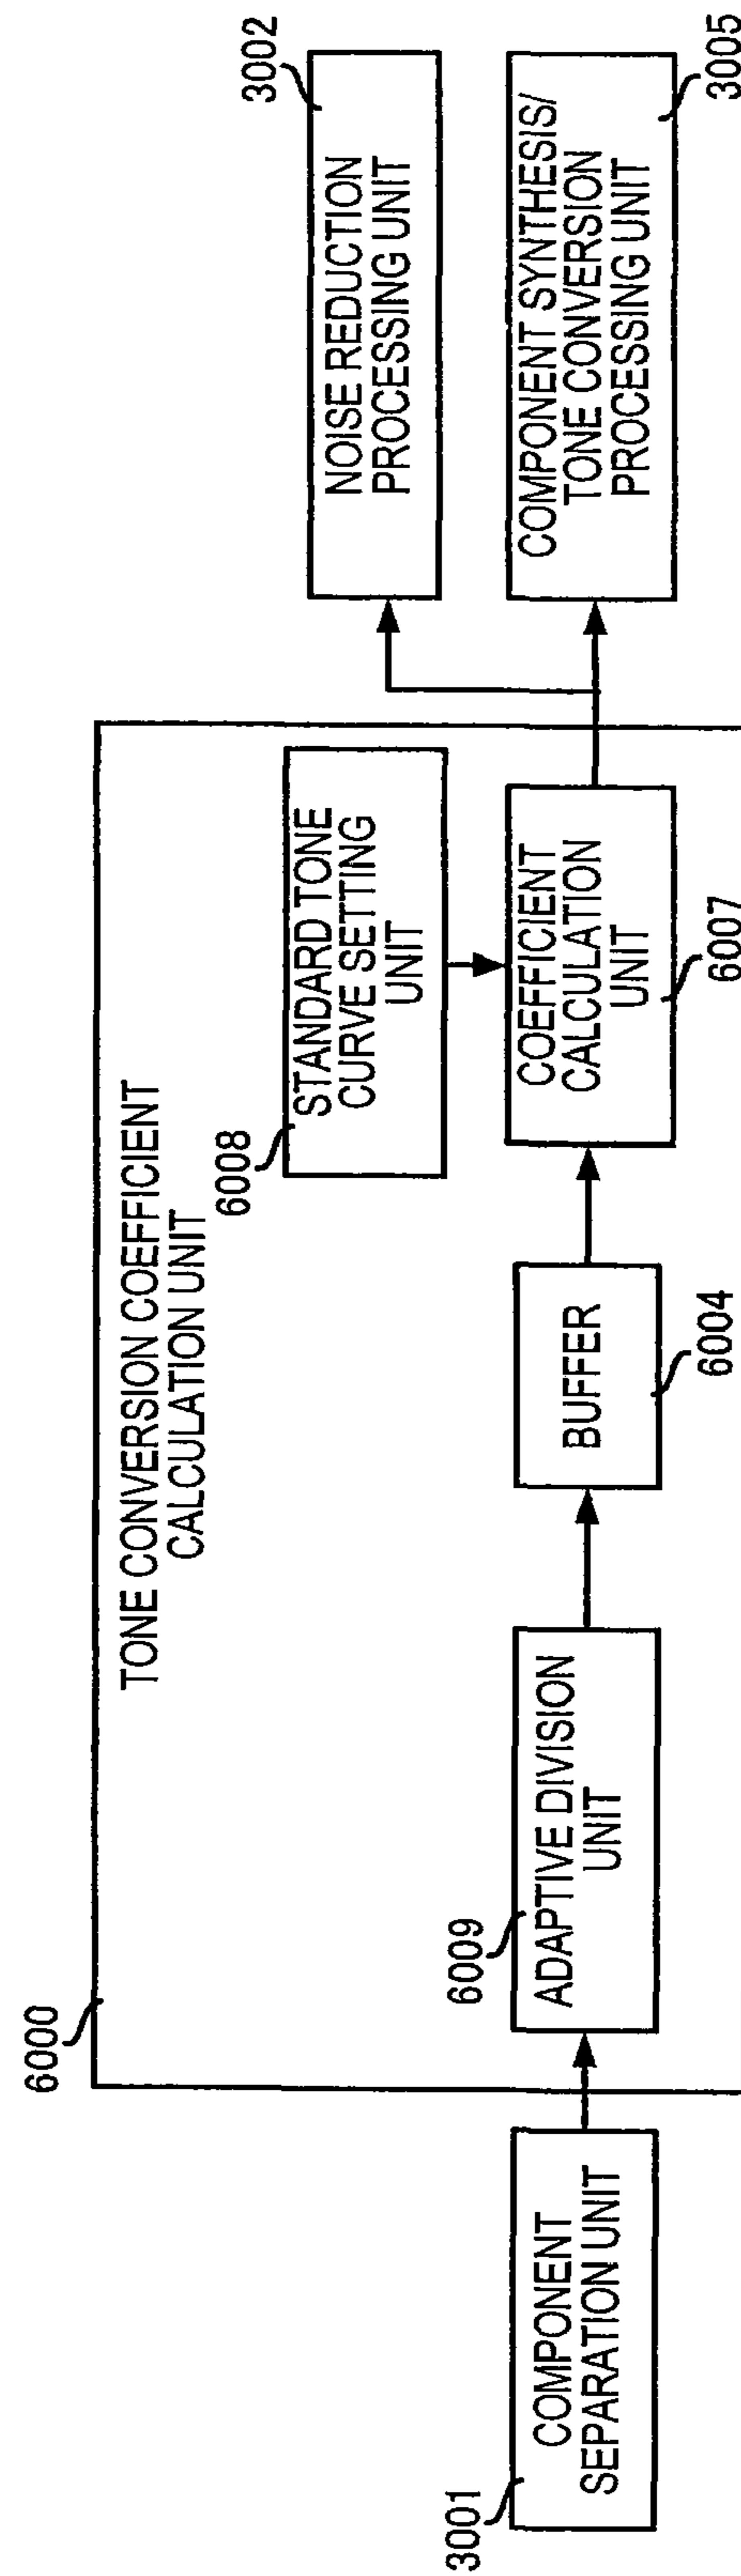 6000
TONE CONVERSION COEFFICIENT
CALCULATION UNIT
3001
COMPONENT
SEPARATION UNIT
6009
ADAPTIVE DIVISION
UNIT
BUFFER
6004
6008
STANDARD TONE
CURVE SETTING
UNIT
COEFFICIENT
CALCULATION
UNIT
6007
3002
NOISE REDUCTION
PROCESSING UNIT
COMPONENT SYNTHESIS/
TONE CONVERSION
PROCESSING UNIT
3005